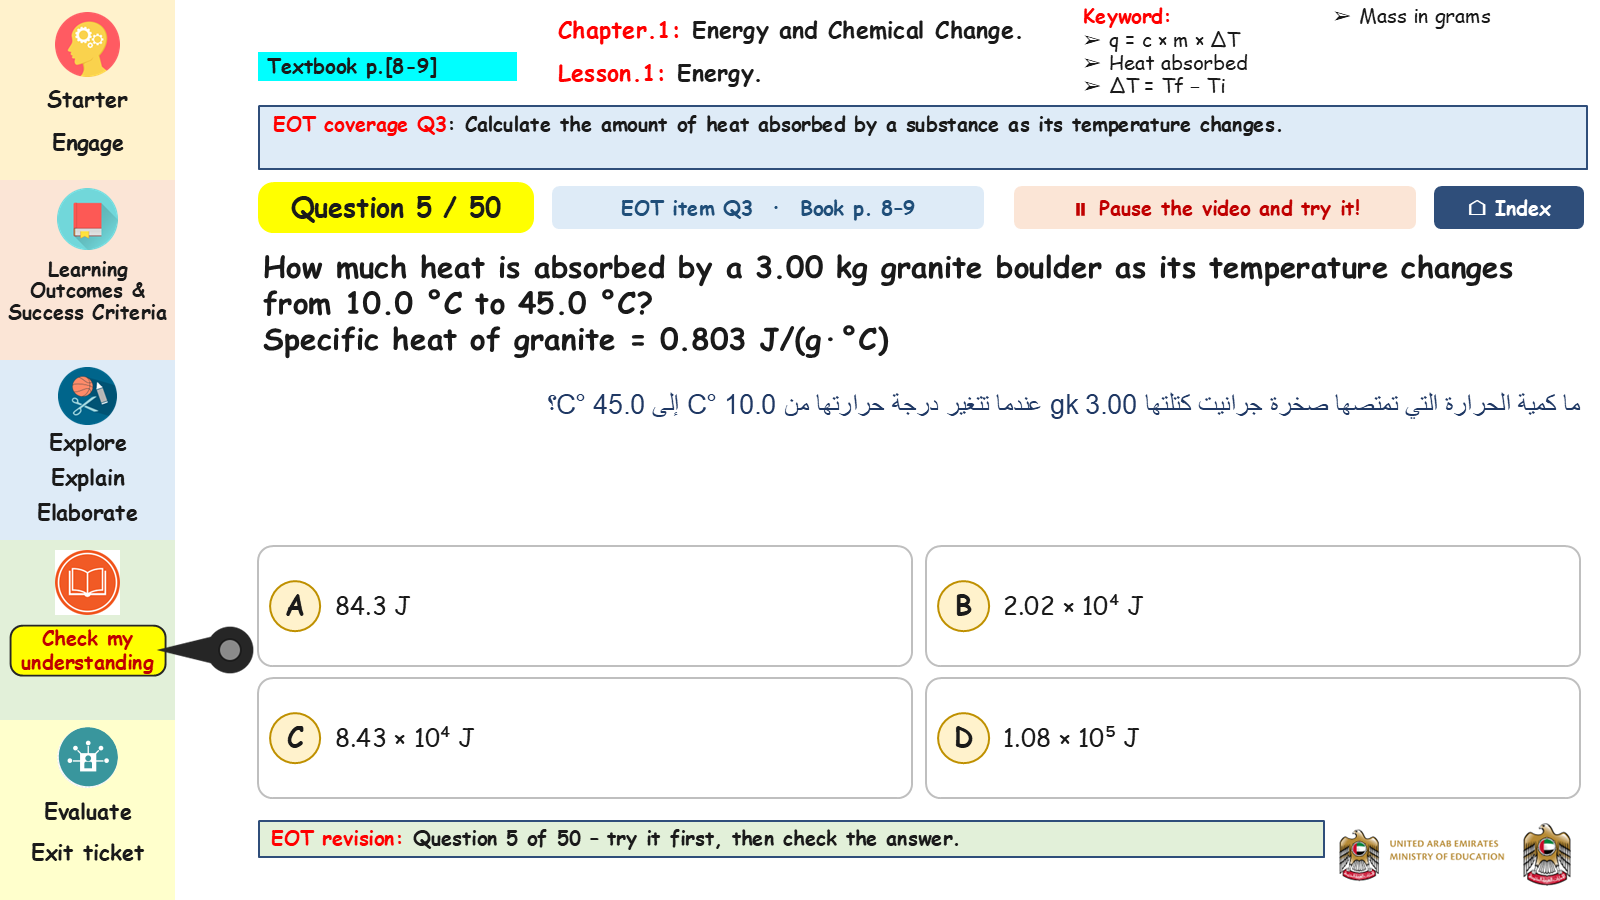 Starter
Engage
Learning
Outcomes &
Success Criteria
Explore
Explain
Elaborate
Check my
understanding
Evaluate
Exit ticket
Textbook p.[8-9]
Chapter.1: Energy and Chemical Change.
Lesson.1: Energy.
Keyword:
➢ q = c × m × ΔT
➢ Heat absorbed
➢ ΔT = Tf − Ti
➢ Mass in grams
EOT coverage Q3: Calculate the amount of heat absorbed by a substance as its temperature changes.
Question 5 / 50
EOT item Q3 · Book p. 8-9
⏸ Pause the video and try it!
☖ Index
How much heat is absorbed by a 3.00 kg granite boulder as its temperature changes
from 10.0 °C to 45.0 °C?
Specific heat of granite = 0.803 J/(g·°C)
ما كمية الحرارة التي تمتصها صخرة جرانيت كتلتها 3.00 gk عندما تتغير درجة حرارتها من 10.0 °C إلى 45.0 °C؟
A 84.3 J
B 2.02 × 10⁴ J
C 8.43 × 10⁴ J
D 1.08 × 10⁵ J
EOT revision: Question 5 of 50 – try it first, then check the answer.
UNITED ARAB EMIRATES
MINISTRY OF EDUCATION